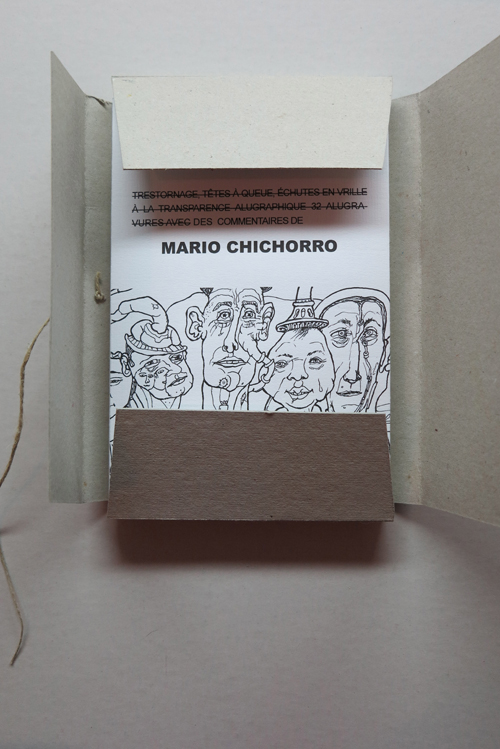 TRESTORNAGE, TÊTES À QUEUE, ÉCHUTES EN VRILLE
À LA TRANSPARENCE ALUGRAPHIQUE 32 ALUGRA-
VURES AVEC DES COMMENTAIRES DE
MARIO CHICHORRO